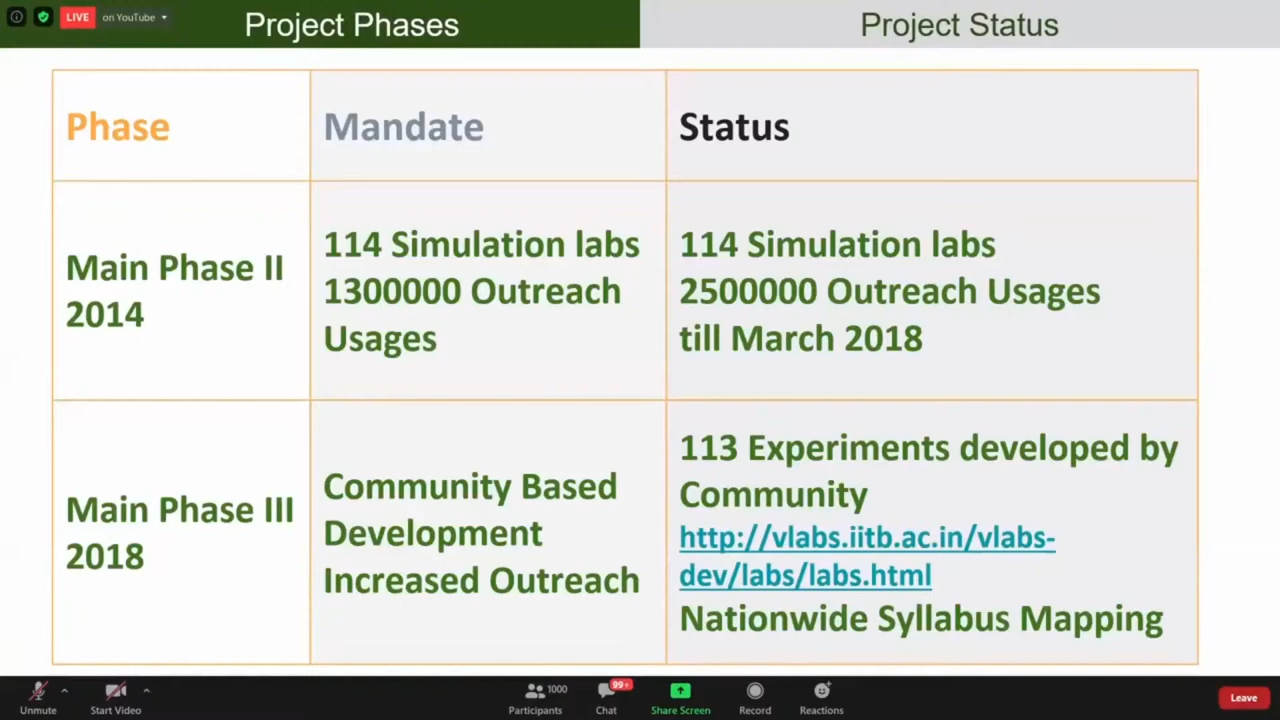 LIVE on YouTube
Project Phases
Project Status
Phase
Mandate
Status
Main Phase II
2014
114 Simulation labs
1300000 Outreach
Usages
114 Simulation labs
2500000 Outreach Usages
till March 2018
Main Phase III
2018
Community Based
Development
Increased Outreach
113 Experiments developed by
Community
http://vlabs.iitb.ac.in/vlabs-
dev/labs/labs.html
Nationwide Syllabus Mapping
Unmute
Start Video
1000
Participants
99+
Chat
Share Screen
Record
Reactions
Leave